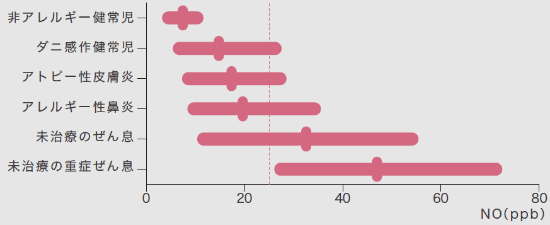 非アレルギー健常児
ダニ感作健常児
アトピー性皮膚炎
アレルギー性鼻炎
未治療のぜん息
未治療の重症ぜん息
0 20 40 60 80
NO(ppb)